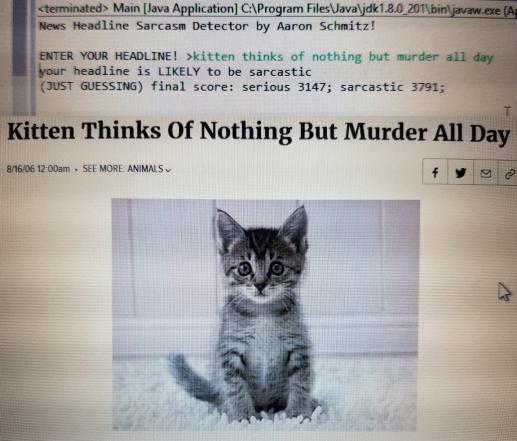 <terminated> Main [Java Application] C:\Program Files\Java\jdk1.8.0_201\bin\javaw.exe (Ap
News Headline Sarcasm Detector by Aaron Schmitz!
ENTER YOUR HEADLINE! >kitten thinks of nothing but murder all day
your headline is LIKELY to be sarcastic
(JUST GUESSING) final score: serious 3147; sarcastic 3791;
Kitten Thinks Of Nothing But Murder All Day
8/16/06 12:00am • SEE MORE: ANIMALS